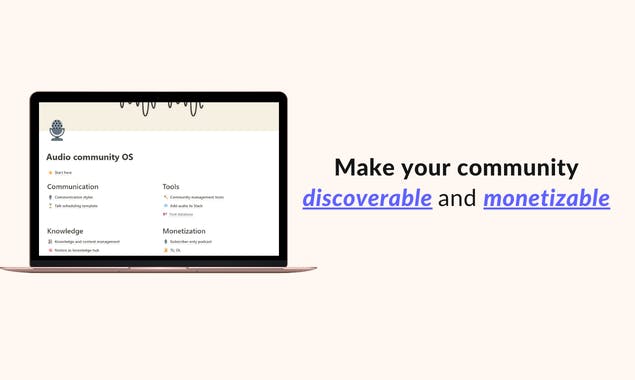 Audio community OS
Start here
Communication
Communication styles
Talk scheduling template
Tools
Community management tools
Add audio to Slack
Tool database
Knowledge
Knowledge and content management
Notion to knowledge hub
Monetization
Subscriber-only podcast
Make your community
discoverable and monetizable